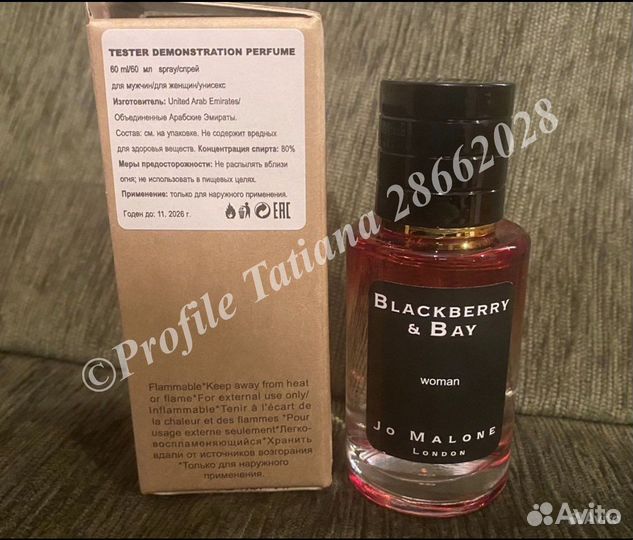 TESTER DEMONSTRATION PERFUME
60 ml/60 мл spray/спрей
для мужчин/для женщин/унисекс
Изготовитель: United Arab Emirates/
Объединенные Арабские Эмираты.
Состав: см. на упаковке. Не содержит вредных
для здоровья веществ. Концентрация спирта: 80%
Меры предосторожности: Не распылять вблизи
огня; не использовать в пищевых целях.
Применение: только для наружного применения.
Годен до: 11. 2026 г.
EAC
©Profile Tatiana 28662028
Flammable*Keep away from heat
or flame*For external use only/
inflammable*Tenir à l'écart de
la chaleur et des flammes *Pour
usage externe seulement*Легко-
воспламеняющийся*Хранить
вдали от источников возгорания
*Только для наружного
применения.
BLACKBERRY
& BAY
woman
JO MALONE
LONDON
Avito